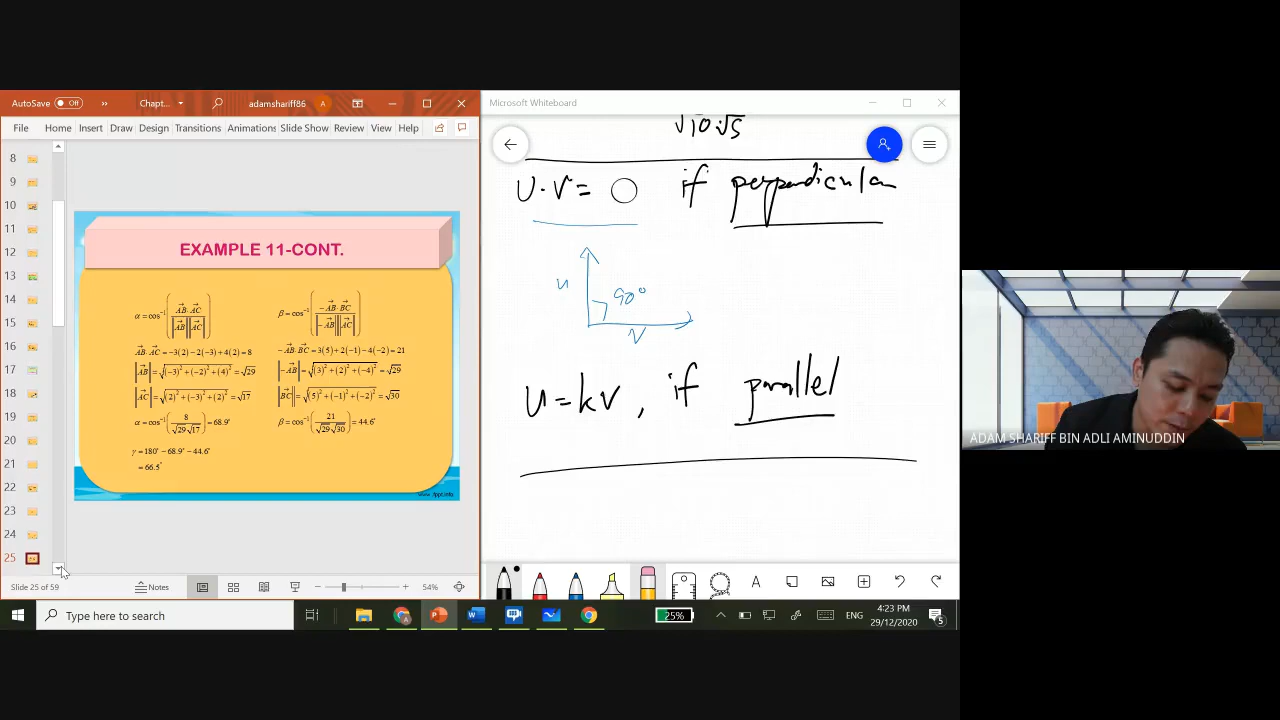 AutoSave Off » Chapt... adamshariff86 A
File Home Insert Draw Design Transitions Animations Slide Show Review View Help
8
9
10
11
12
13
14
15
16
17
18
19
20
21
22
23
24
25
EXAMPLE 11-CONT.
α = cos⁻¹(AB⃗ · AC⃗ / |AB⃗||AC⃗|)
AB⃗ · AC⃗ = −3(2) − 2(−3) + 4(2) = 8
|AB⃗| = √((−3)² + (−2)² + (4)²) = √29
|AC⃗| = √((2)² + (−3)² + (2)²) = √17
α = cos⁻¹(8 / √29√17) = 68.9°
γ = 180° − 68.9° − 44.6°
= 66.5°
β = cos⁻¹(−AB⃗ · BC⃗ / |−AB⃗||AC⃗|)
−AB⃗ · BC⃗ = 3(5) + 2(−1) − 4(−2) = 21
|−AB⃗| = √((3)² + (2)² + (−4)²) = √29
|BC⃗| = √((5)² + (−1)² + (−2)²) = √30
β = cos⁻¹(21 / √29√30) = 44.6°
www.fppt.info
Slide 25 of 59 Notes 54%
Microsoft Whiteboard
√10 √5
u · v = 0 if perpendicular
u
90°
v
u = kv, if parallel
A
ADAM SHARIFF BIN ADLI AMINUDDIN
Type here to search
25%
ENG
4:23 PM
29/12/2020
5